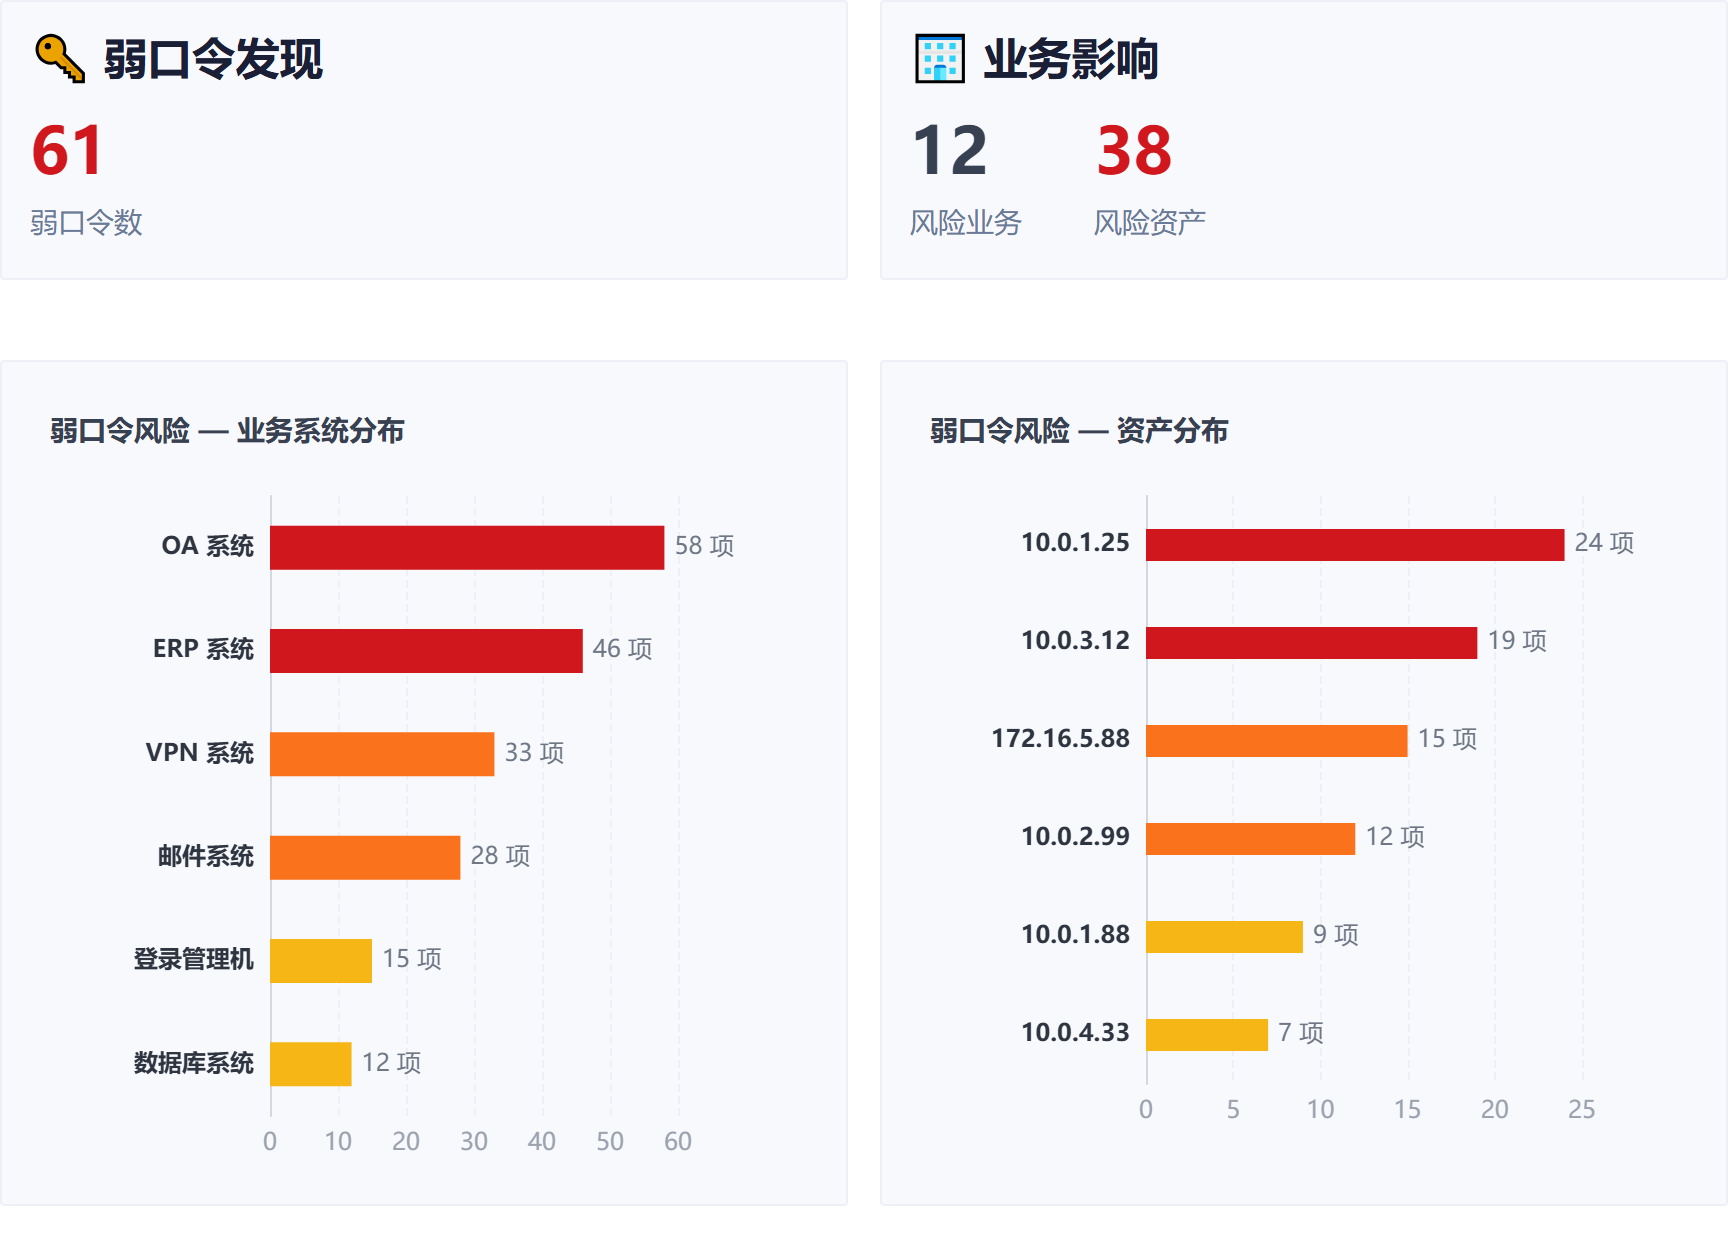 弱口令发现
61
弱口令数
业务影响
12
38
风险业务
风险资产
弱口令风险 — 业务系统分布
OA 系统
58 项
ERP 系统
46 项
VPN 系统
33 项
邮件系统
28 项
登录管理机
15 项
数据库系统
12 项
0 10 20 30 40 50 60
弱口令风险 — 资产分布
10.0.1.25
24 项
10.0.3.12
19 项
172.16.5.88
15 项
10.0.2.99
12 项
10.0.1.88
9 项
10.0.4.33
7 项
0 5 10 15 20 25